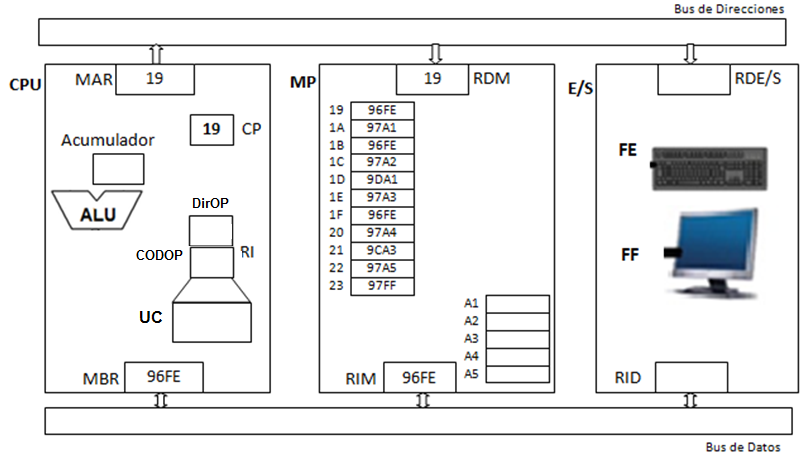 Bus de Direcciones
CPU
MAR
19
19
CP
Acumulador
ALU
DirOP
CODOP
RI
UC
MBR
96FE
MP
19
RDM
19 96FE
1A 97A1
1B 96FE
1C 97A2
1D 9DA1
1E 97A3
1F 96FE
20 97A4
21 9CA3
22 97A5
23 97FF
A1
A2
A3
A4
A5
RIM
96FE
E/S
RDE/S
FE
FF
RID
Bus de Datos